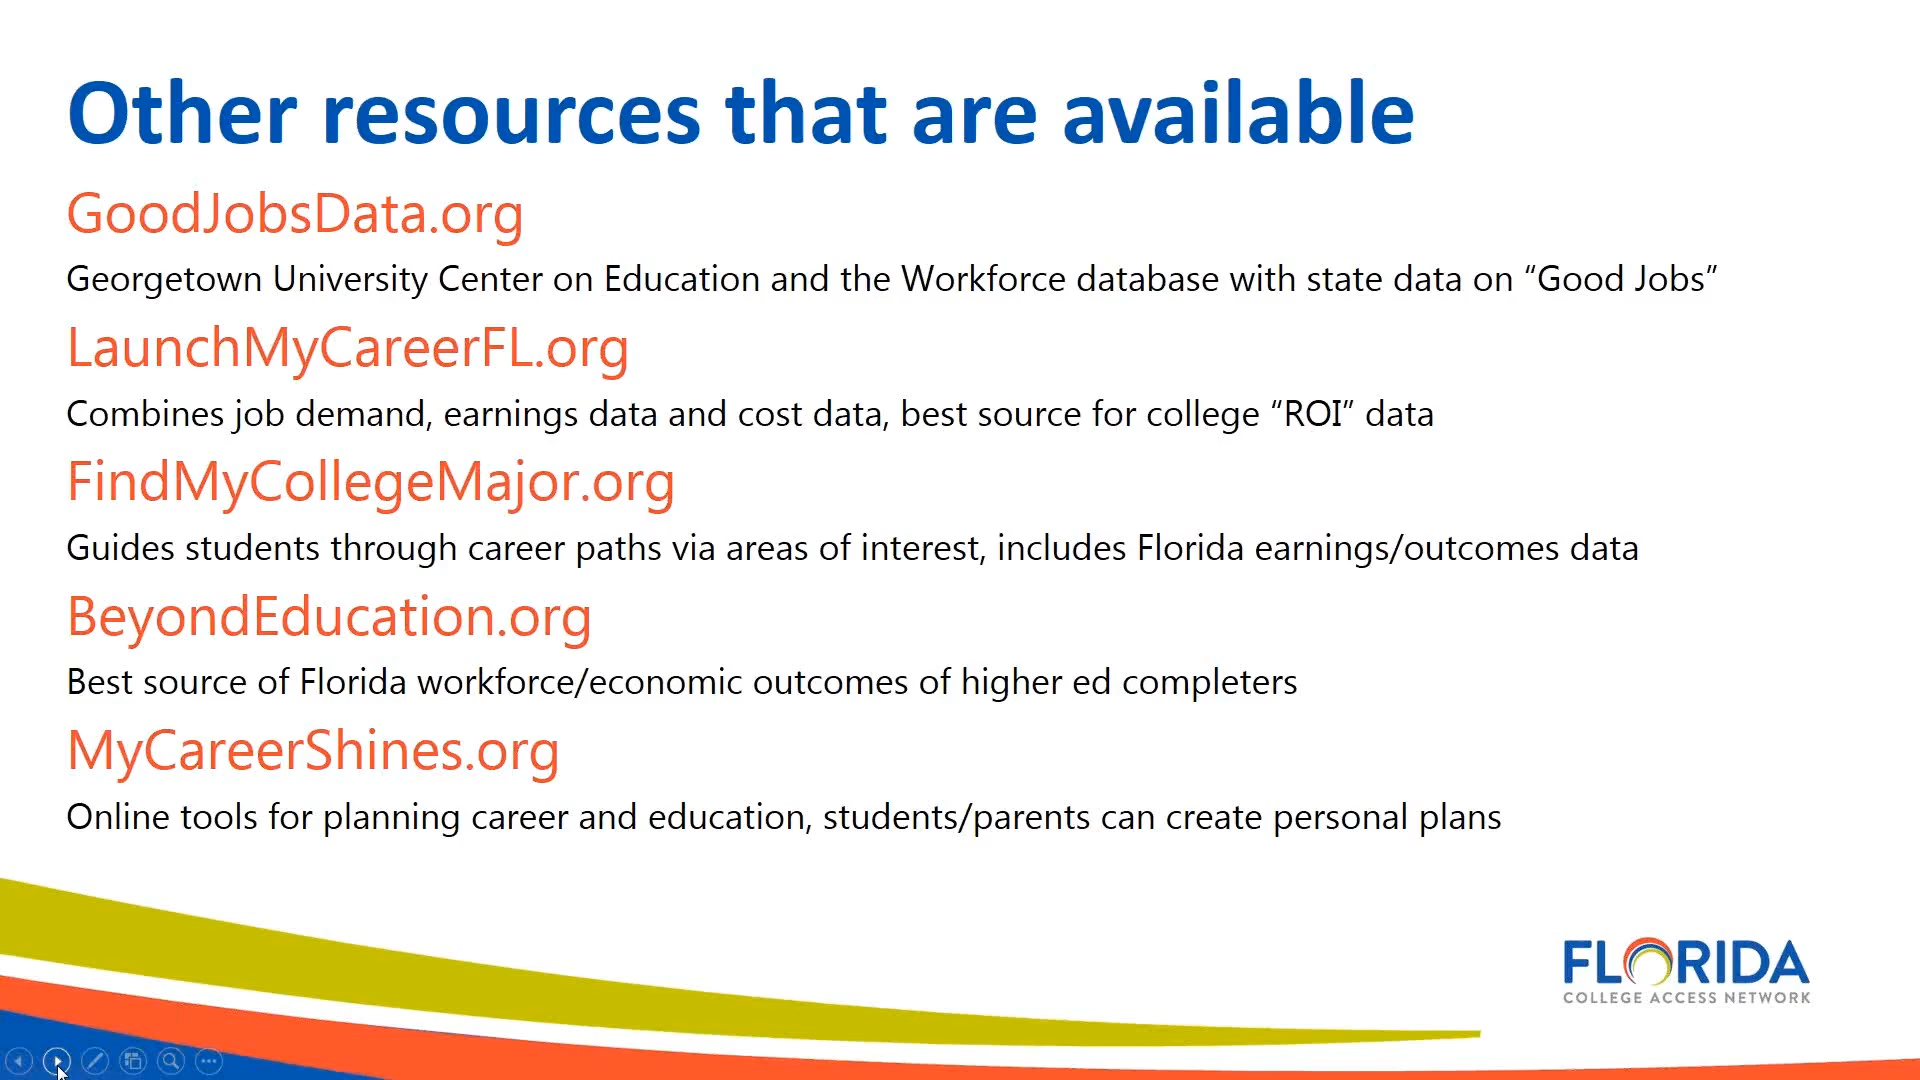 Other resources that are available
GoodJobsData.org
Georgetown University Center on Education and the Workforce database with state data on “Good Jobs”
LaunchMyCareerFL.org
Combines job demand, earnings data and cost data, best source for college “ROI” data
FindMyCollegeMajor.org
Guides students through career paths via areas of interest, includes Florida earnings/outcomes data
BeyondEducation.org
Best source of Florida workforce/economic outcomes of higher ed completers
MyCareerShines.org
Online tools for planning career and education, students/parents can create personal plans
FLORIDA
COLLEGE ACCESS NETWORK